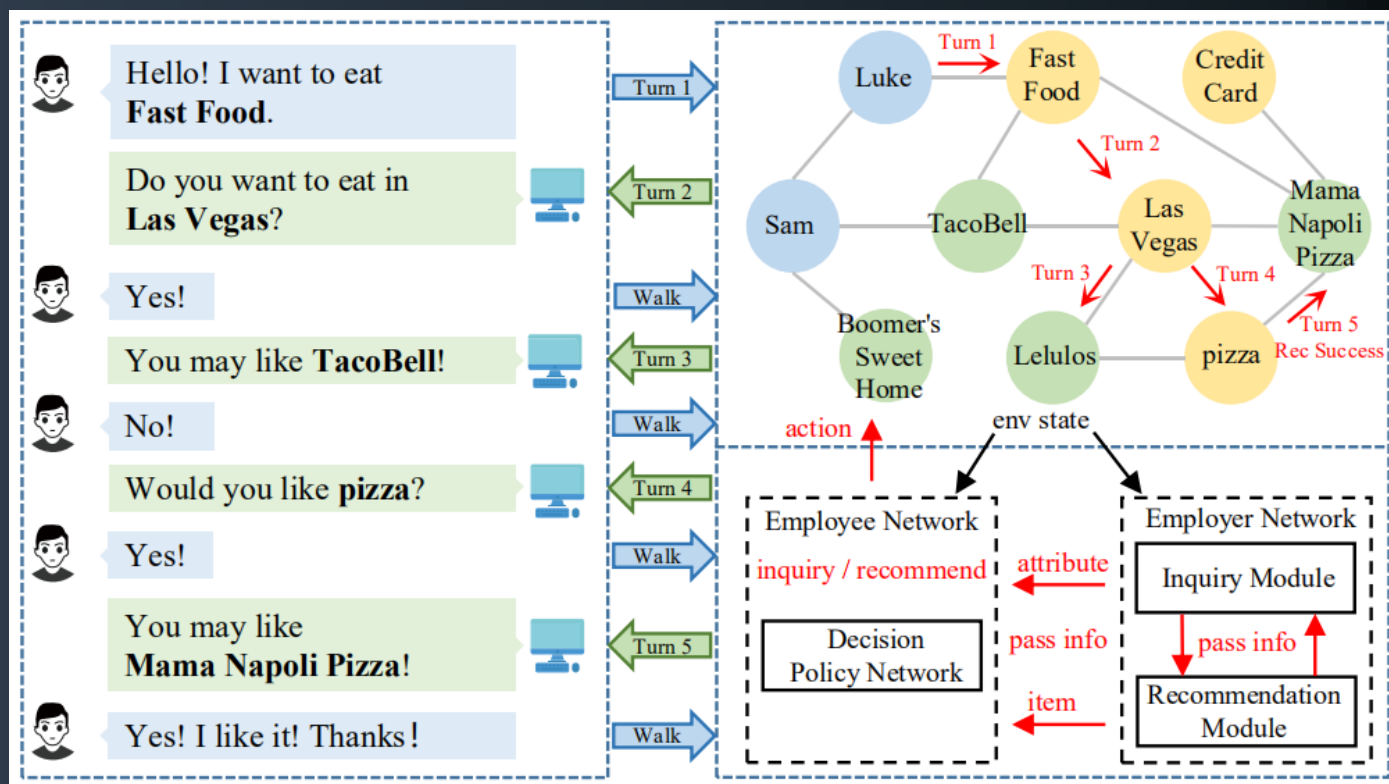 Hello! I want to eat
Fast Food.
Do you want to eat in
Las Vegas?
Yes!
You may like TacoBell!
No!
Would you like pizza?
Yes!
You may like
Mama Napoli Pizza!
Yes! I like it! Thanks!
Turn 1
Turn 2
Walk
Turn 3
Walk
Turn 4
Walk
Turn 5
Walk
Luke
Turn 1
Fast
Food
Credit
Card
Turn 2
Sam
TacoBell
Las
Vegas
Mama
Napoli
Pizza
Turn 3
Turn 4
Boomer's
Sweet
Home
Lelulos
pizza
Turn 5
Rec Success
action
env state
Employee Network
inquiry / recommend
Decision
Policy Network
attribute
pass info
item
Employer Network
Inquiry Module
pass info
Recommendation
Module